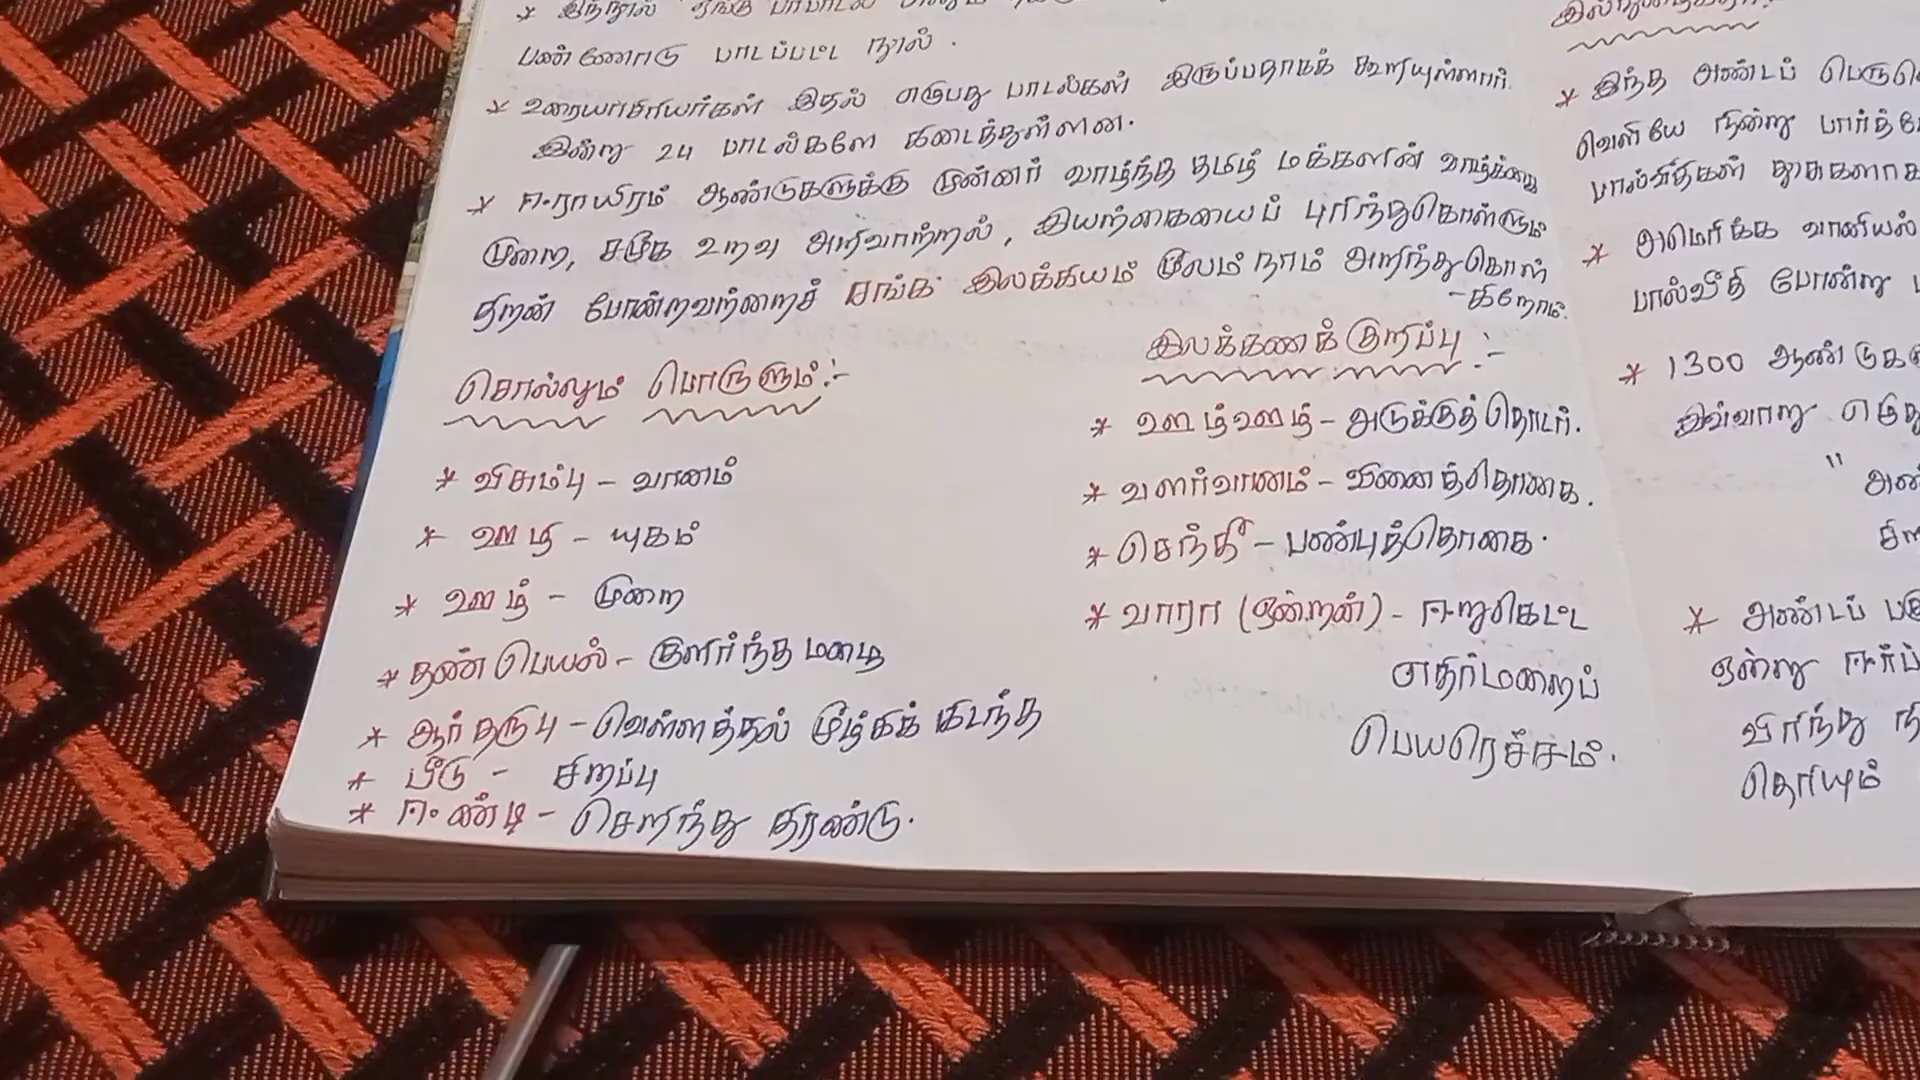 பண்ணோடு பாடப்பட்ட நூல்.
* உரையாசிரியர்கள் இதில் எழுபது பாடல்கள் இருப்பதாகக் கூறியுள்ளார்.
இன்று 24 பாடல்களே கிடைத்துள்ளன.
* ஈராயிரம் ஆண்டுகளுக்கு முன்னர் வாழ்ந்த தமிழ் மக்களின் வாழ்க்கை
முறை, சமூக உறவு அறிவாற்றல், இயற்கையைப் புரிந்துகொள்ளும்
திறன் போன்றவற்றைச் சங்க இலக்கியம் மூலம் நாம் அறிந்துகொள்
-கிறோம்.
சொல்லும் பொருளும்:-
* விசும்பு - வானம்
* ஊழி - யுகம்
* ஊழ் - முறை
* தண்பெயல் - குளிர்ந்த மழை
* ஆர்தருபு - வெள்ளத்தில் மூழ்கிக் கிடந்த
* பீடு - சிறப்பு
* ஈண்டி - செறிந்து திரண்டு.
இலக்கணக் குறிப்பு:-
* ஊழ்ஊழ் - அடுக்குத் தொடர்.
* வளர்வானம் - வினைத்தொகை.
* செந்தீ - பண்புத்தொகை.
* வாரா (ஒன்றன்) - ஈறுகெட்ட
எதிர்மறைப்
பெயரெச்சம்.
* இந்த அண்டப்
வெளியே நின்று
பால்வீதிகள்
* அமெரிக்க வானியல்
பால்வீதி போன்று
* 1300
இவ்வாறு
* அண்டப்
ஒன்று
விரிந்து
தெரியும்